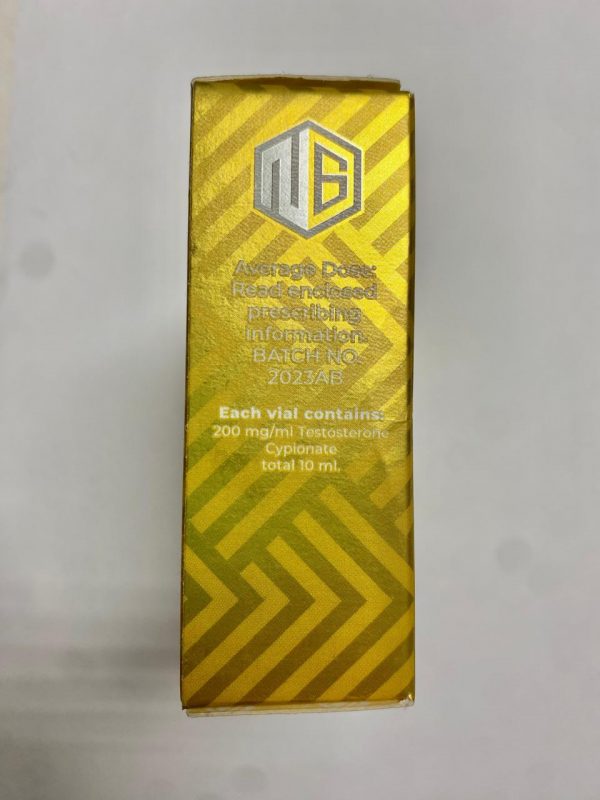 N6
Average Dose:
Read enclosed
prescribing
information.
BATCH NO.
2023AB
Each vial contains:
200 mg/ml Testosterone
Cypionate
total 10 ml.